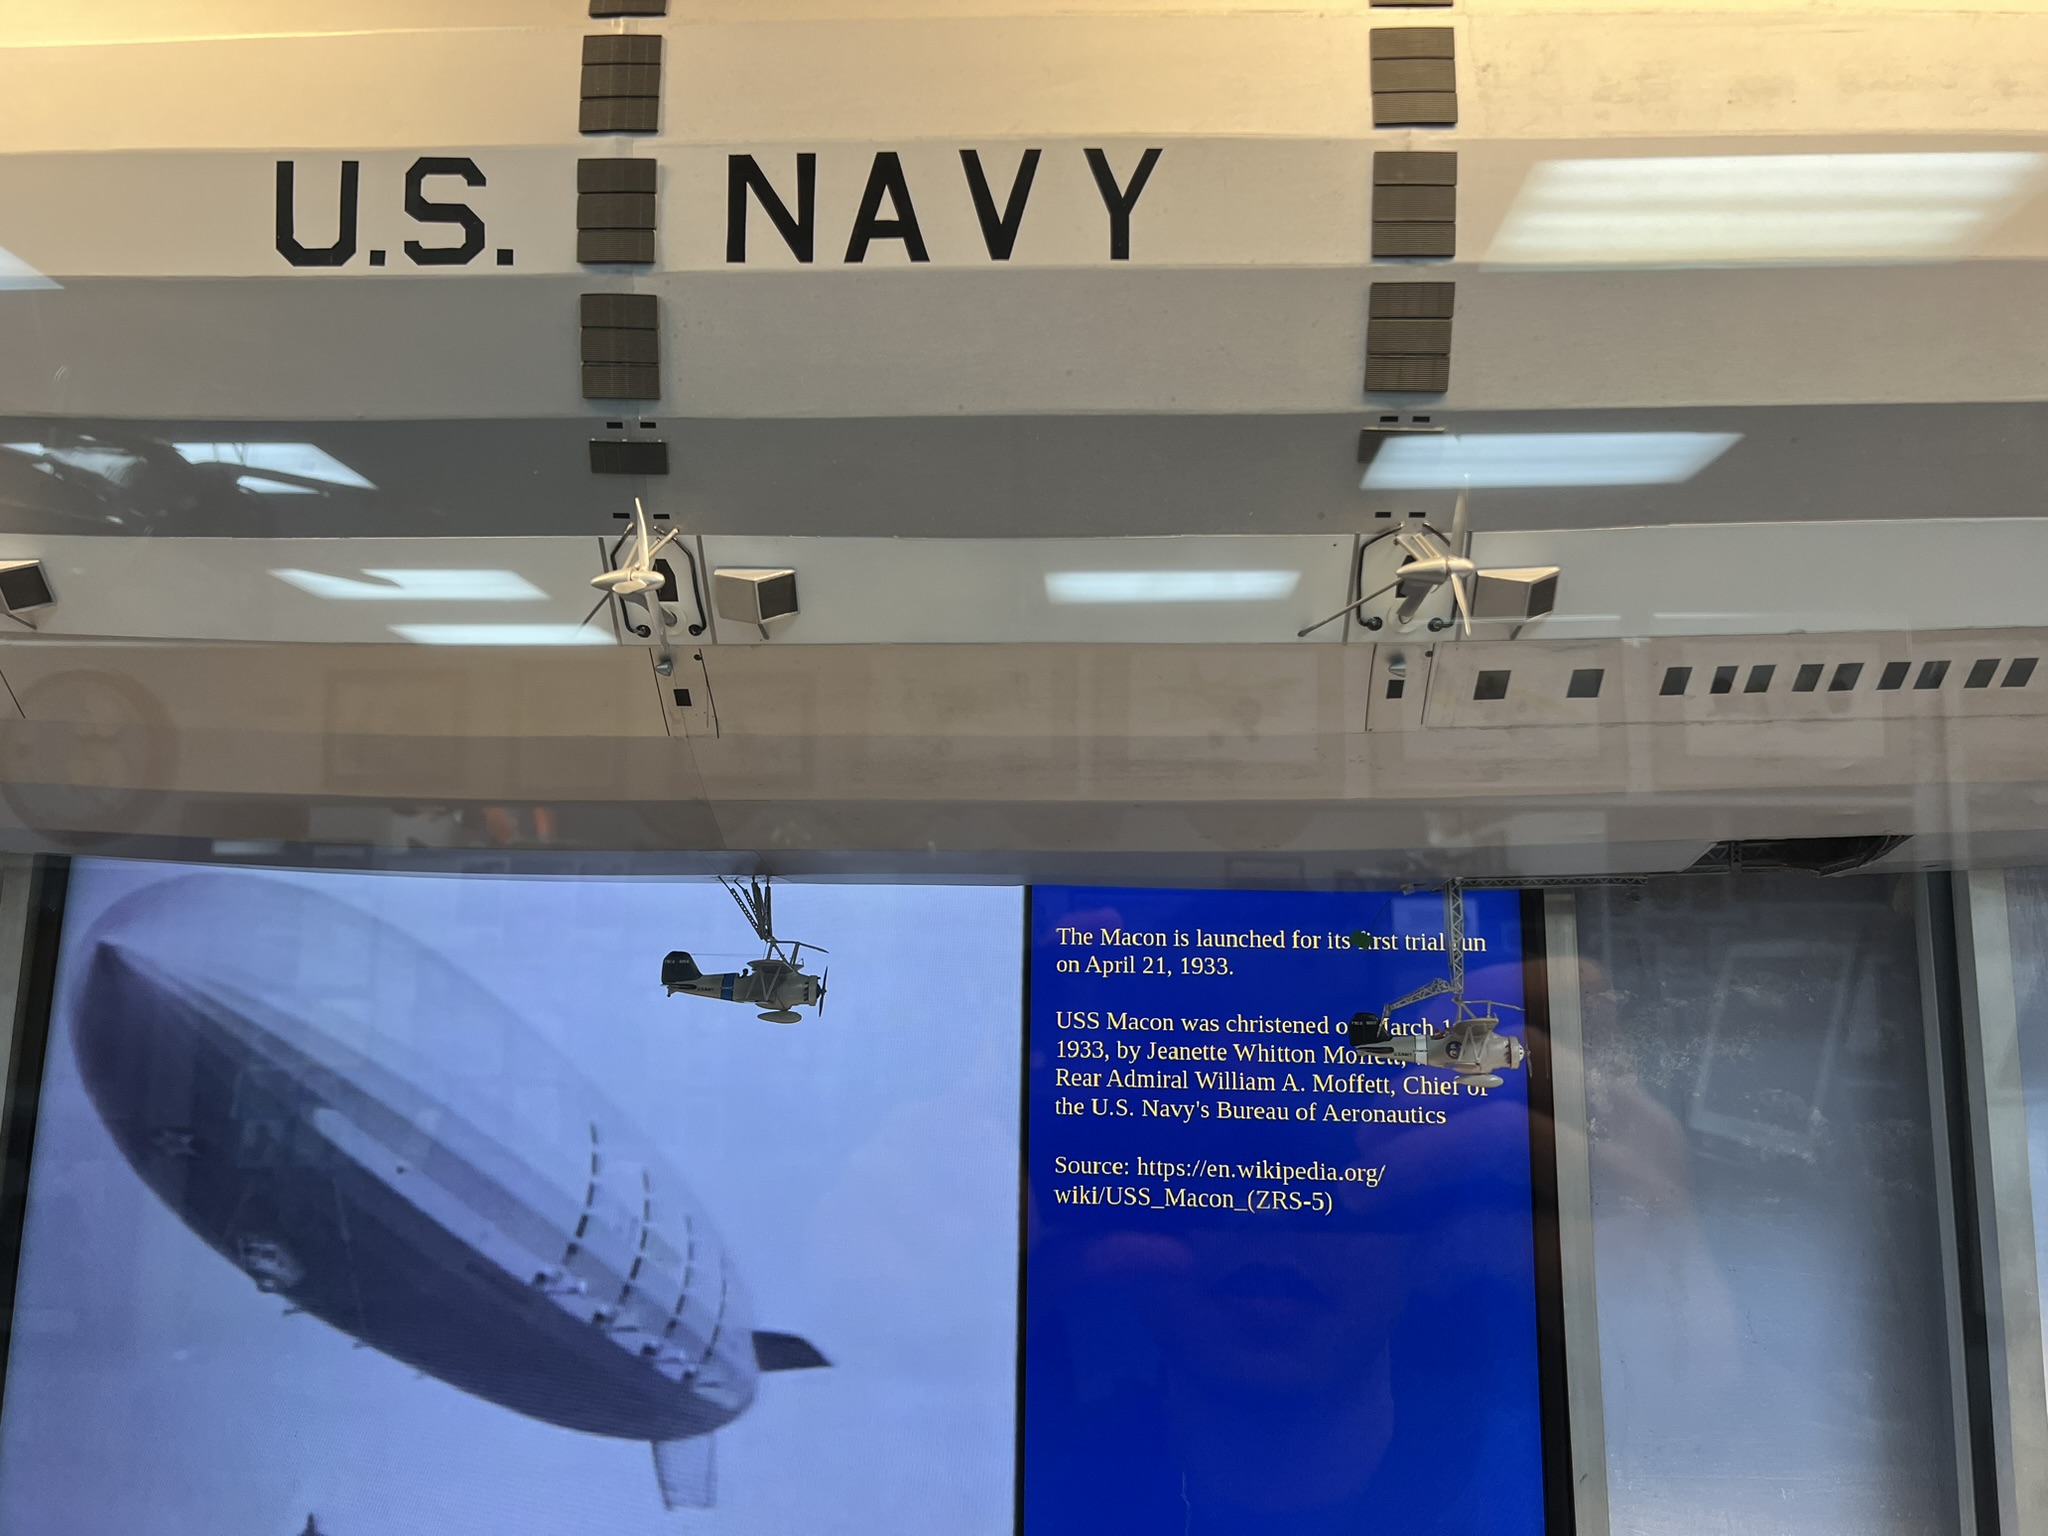 U.S. NAVY
The Macon is launched for its first trial run
on April 21, 1933.
USS Macon was christened on March
1933, by Jeanette Whitton Moffett,
Rear Admiral William A. Moffett, Chief of
the U.S. Navy's Bureau of Aeronautics
Source: https://en.wikipedia.org/
wiki/USS_Macon_(ZRS-5)